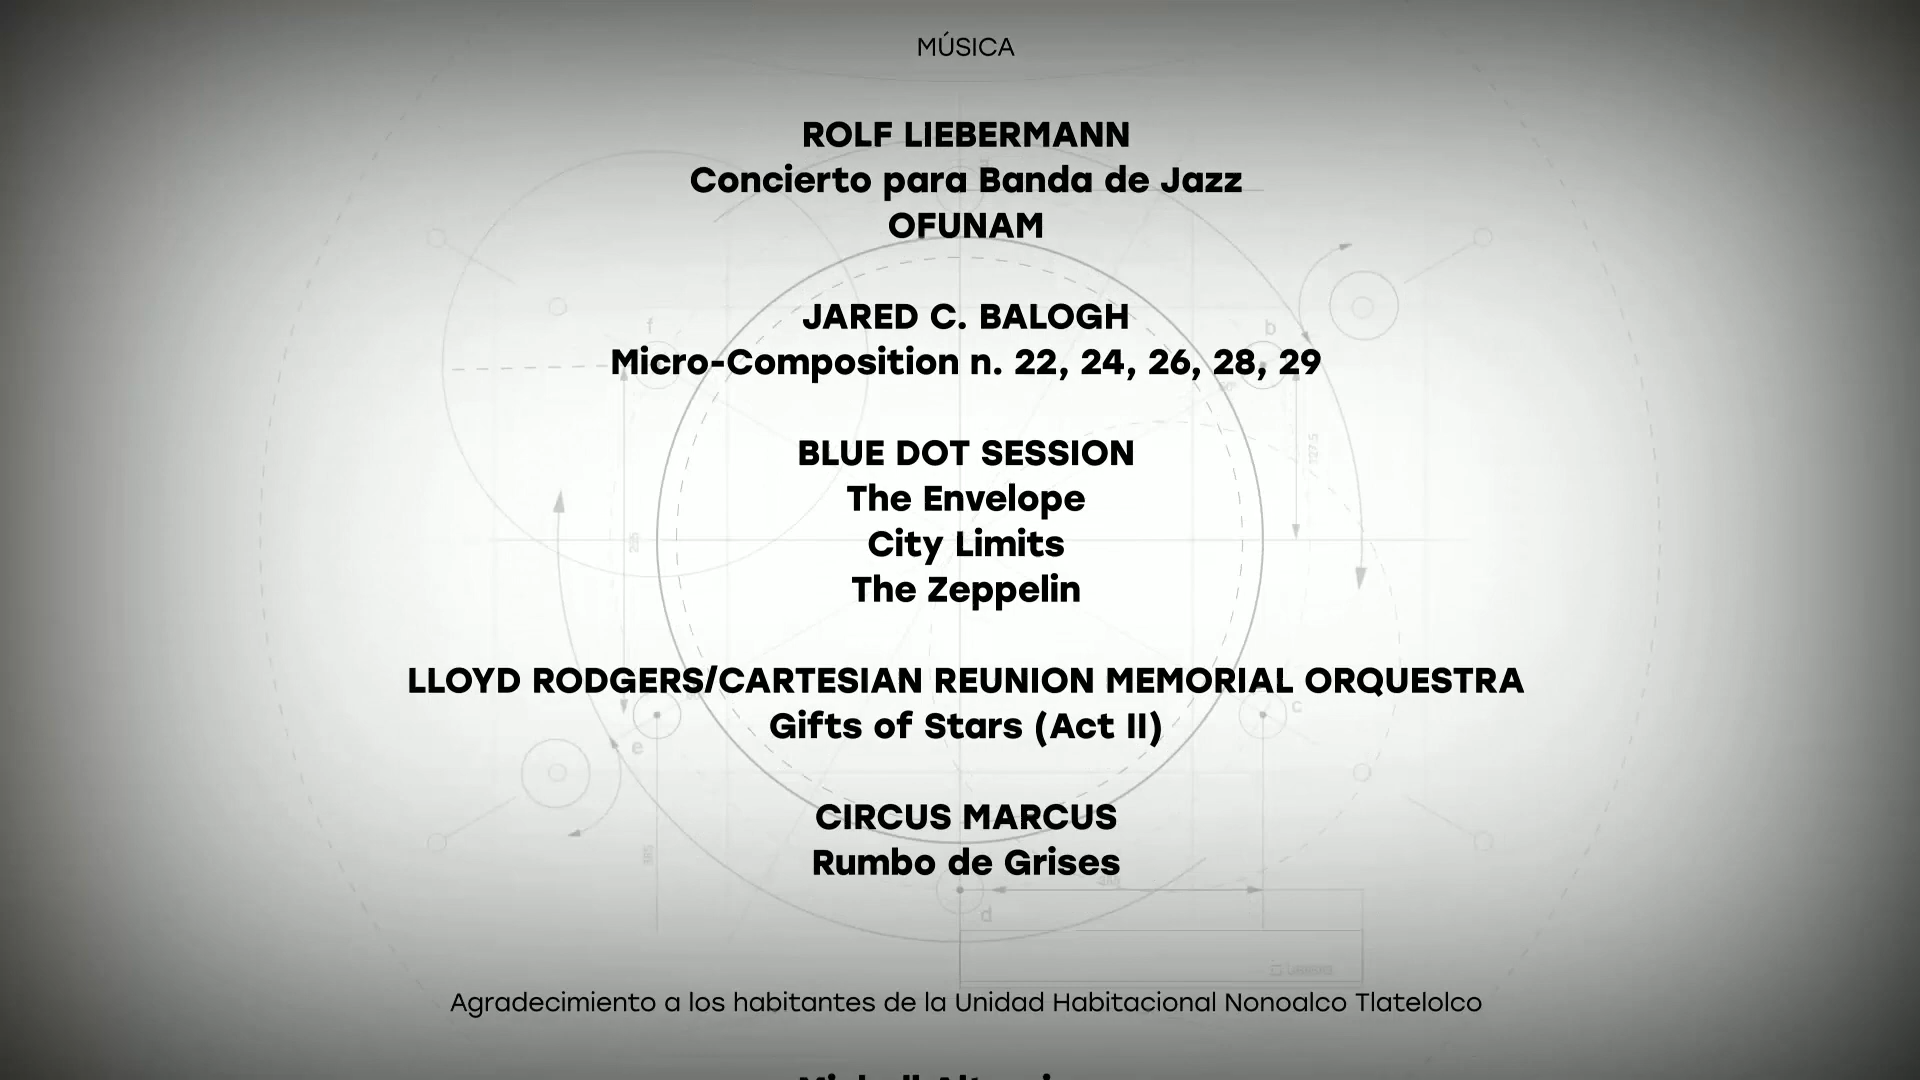 MÚSICA
ROLF LIEBERMANN
Concierto para Banda de Jazz
OFUNAM
JARED C. BALOGH
Micro-Composition n. 22, 24, 26, 28, 29
BLUE DOT SESSION
The Envelope
City Limits
The Zeppelin
LLOYD RODGERS/CARTESIAN REUNION MEMORIAL ORQUESTRA
Gifts of Stars (Act II)
CIRCUS MARCUS
Rumbo de Grises
f
b
e
c
d
Agradecimiento a los habitantes de la Unidad Habitacional Nonoalco Tlatelolco